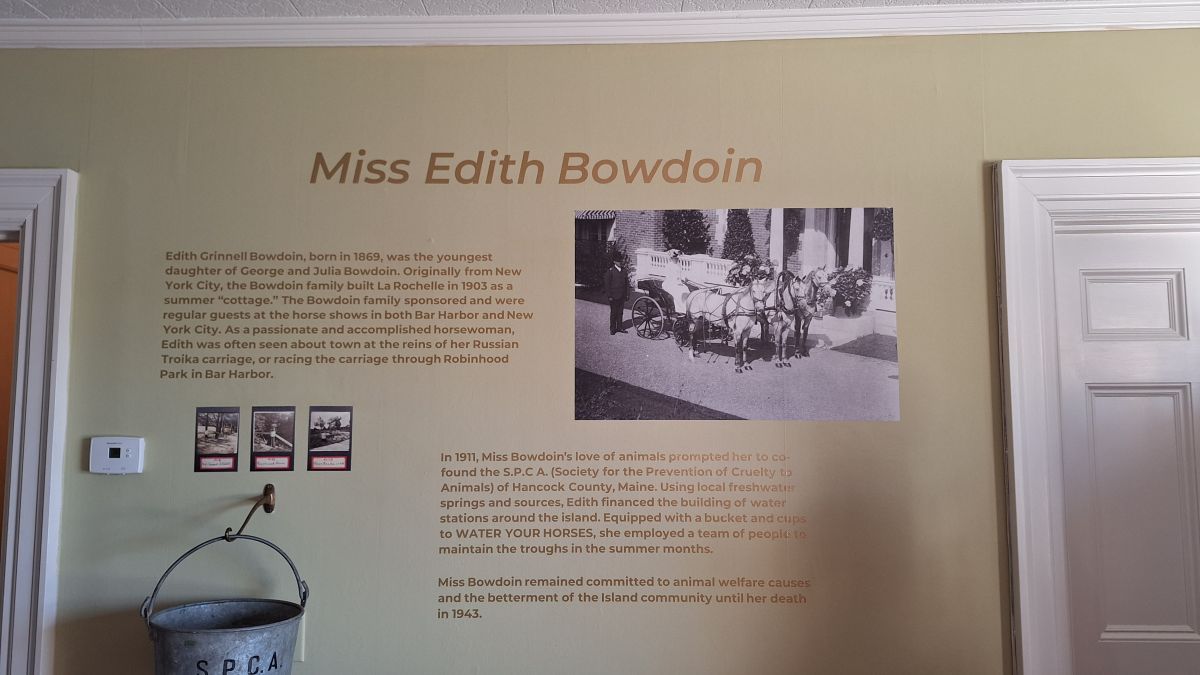 Miss Edith Bowdoin
Edith Grinnell Bowdoin, born in 1869, was the youngest
daughter of George and Julia Bowdoin. Originally from New
York City, the Bowdoin family built La Rochelle in 1903 as a
summer “cottage.” The Bowdoin family sponsored and were
regular guests at the horse shows in both Bar Harbor and New
York City. As a passionate and accomplished horsewoman,
Edith was often seen about town at the reins of her Russian
Troika carriage, or racing the carriage through Robinhood
Park in Bar Harbor.
In 1911, Miss Bowdoin's love of animals prompted her to co-
found the S.P.C A. (Society for the Prevention of Cruelty to
Animals) of Hancock County, Maine. Using local freshwater
springs and sources, Edith financed the building of water
stations around the island. Equipped with a bucket and cups
to WATER YOUR HORSES, she employed a team of people to
maintain the troughs in the summer months.
Miss Bowdoin remained committed to animal welfare causes
and the betterment of the Island community until her death
in 1943.
S.P.C.A.